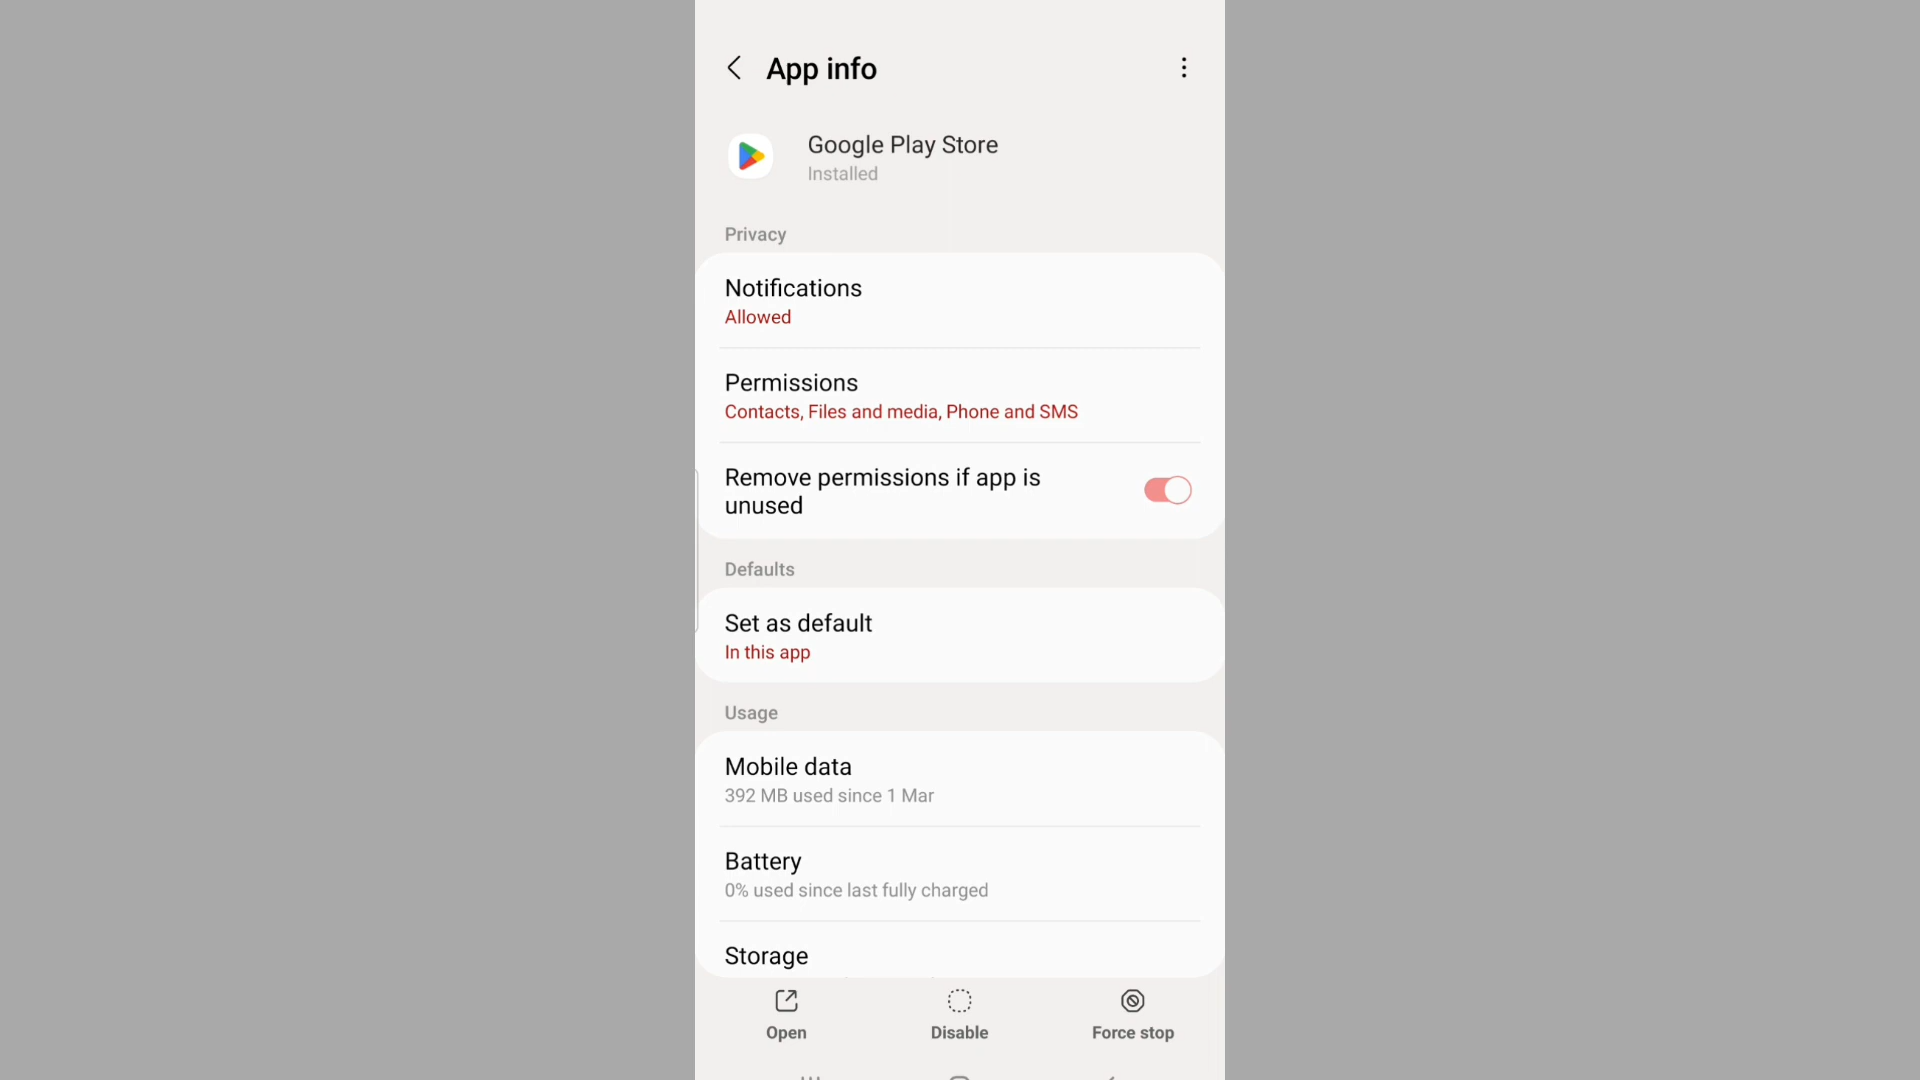 App info
Google Play Store
Installed
Privacy
Notifications
Allowed
Permissions
Contacts, Files and media, Phone and SMS
Remove permissions if app is
unused
Defaults
Set as default
In this app
Usage
Mobile data
392 MB used since 1 Mar
Battery
0% used since last fully charged
Storage
Open
Disable
Force stop